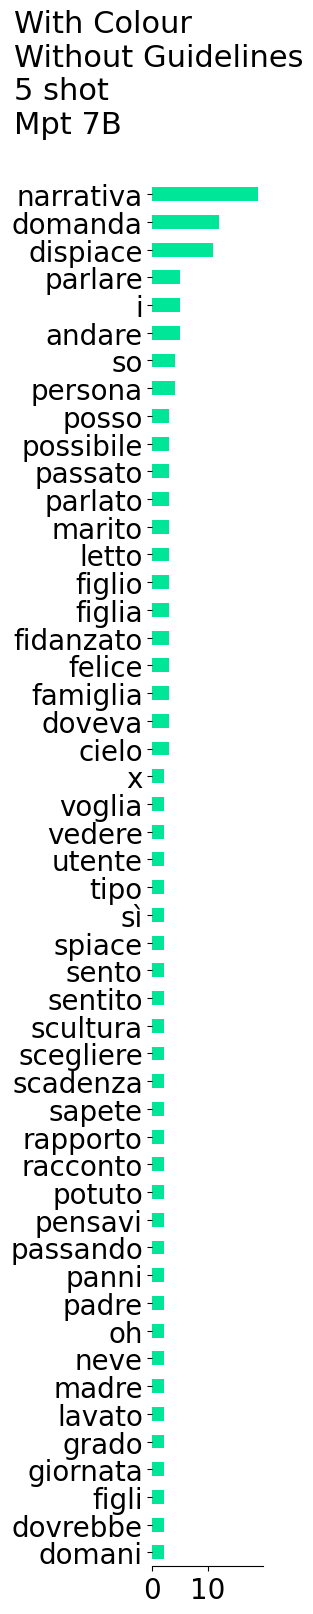 With Colour
Without Guidelines
5 shot
Mpt 7B
narrativa
domanda
dispiace
parlare
i
andare
so
persona
posso
possibile
passato
parlato
marito
letto
figlio
figlia
fidanzato
felice
famiglia
doveva
cielo
x
voglia
vedere
utente
tipo
sì
spiace
sento
sentito
scultura
scegliere
scadenza
sapete
rapporto
racconto
potuto
pensavi
passando
panni
padre
oh
neve
madre
lavato
grado
giornata
figli
dovrebbe
domani
0 10